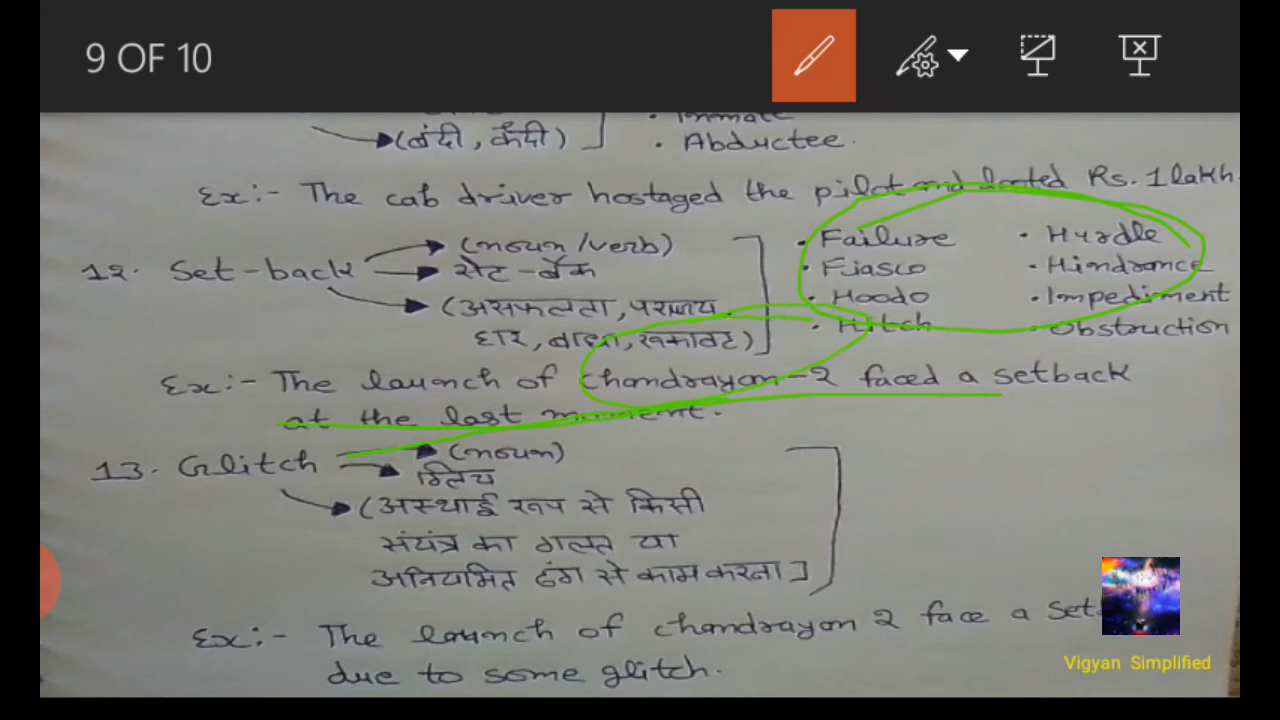 9 OF 10
(बंदी, कैदी)
Inmate
• Abductee.
Ex:- The cab driver hostaged the pilot and looted Rs. 1 lakh.
12. Set-back
(noun/verb)
सेट-बैक
(असफलता, पराजय,
हार, बाधा, रूकावट)
• Failure
• Fiasco
• Hoodo
• Hitch
• Hurdle
• Hindrance
• Impediment
• Obstruction
Ex:- The launch of chandrayan-2 faced a setback
at the last moment.
13. Glitch
(noun)
ग्लिच
(अस्थाई रूप से किसी
संयंत्र का गलत या
अनियमित ढंग से काम करना]
Ex:- The launch of chandrayan 2 face a
due to some glitch.
Vigyan Simplified